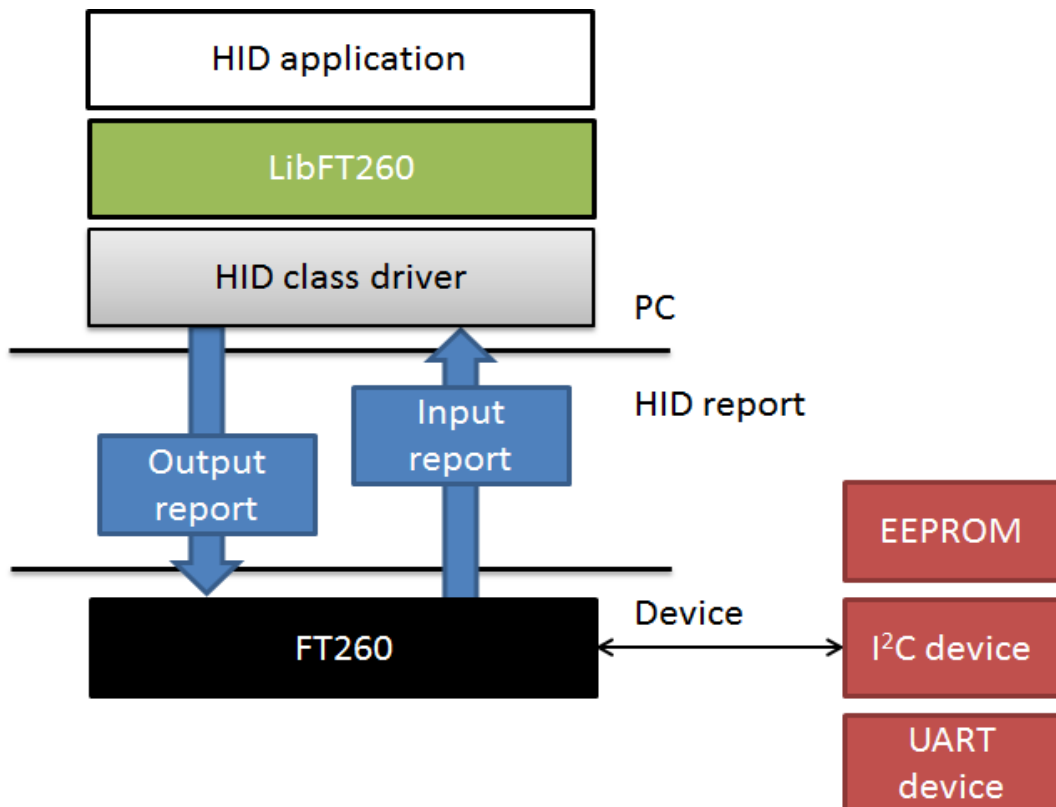 HID application
LibFT260
HID class driver
PC
HID report
Input
report
Output
report
EEPROM
Device
FT260
I²C device
UART
device